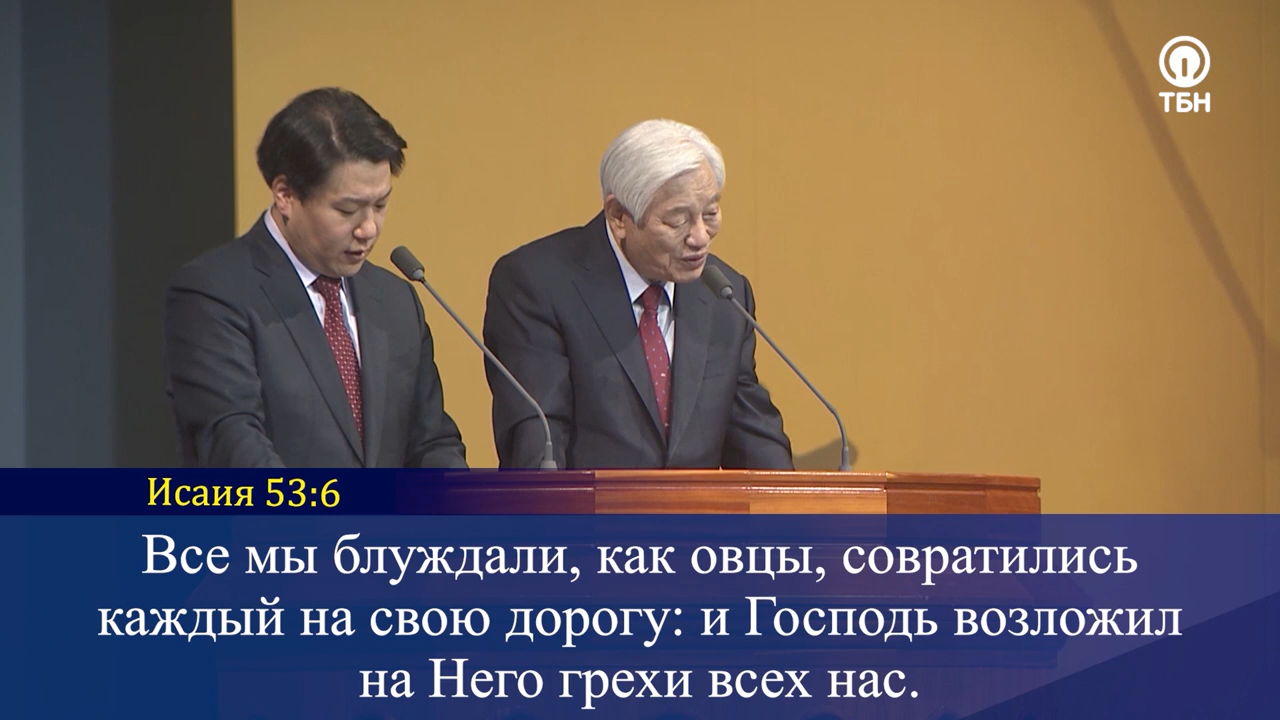 ТБН
Исаия 53:6
Все мы блуждали, как овцы, совратились
каждый на свою дорогу: и Господь возложил
на Него грехи всех нас.